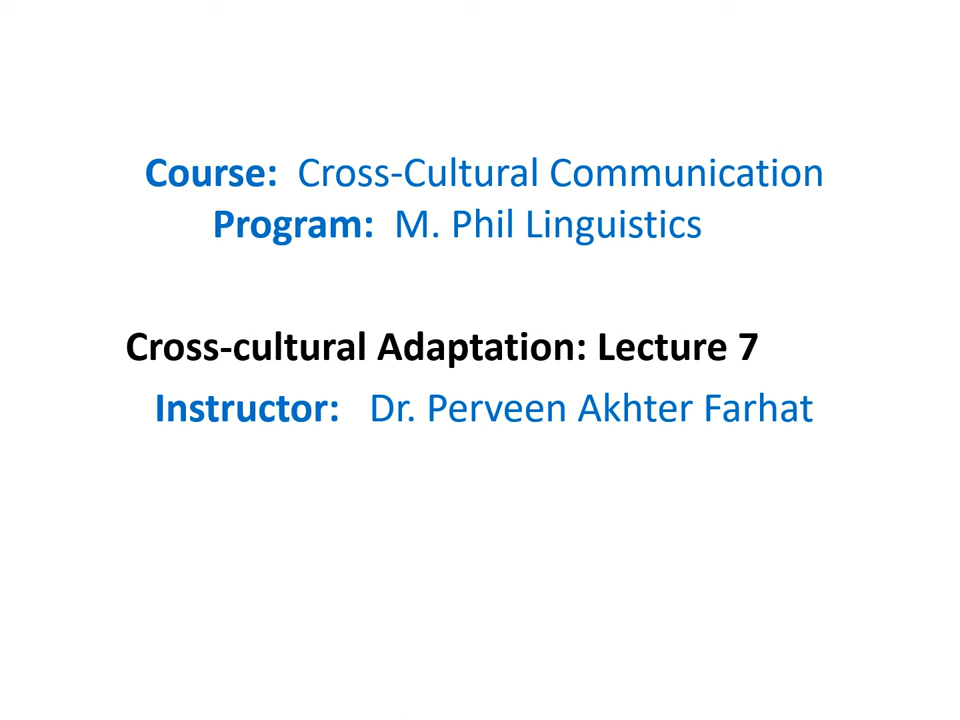 Course: Cross-Cultural Communication
Program: M. Phil Linguistics
Cross-cultural Adaptation: Lecture 7
Instructor: Dr. Perveen Akhter Farhat